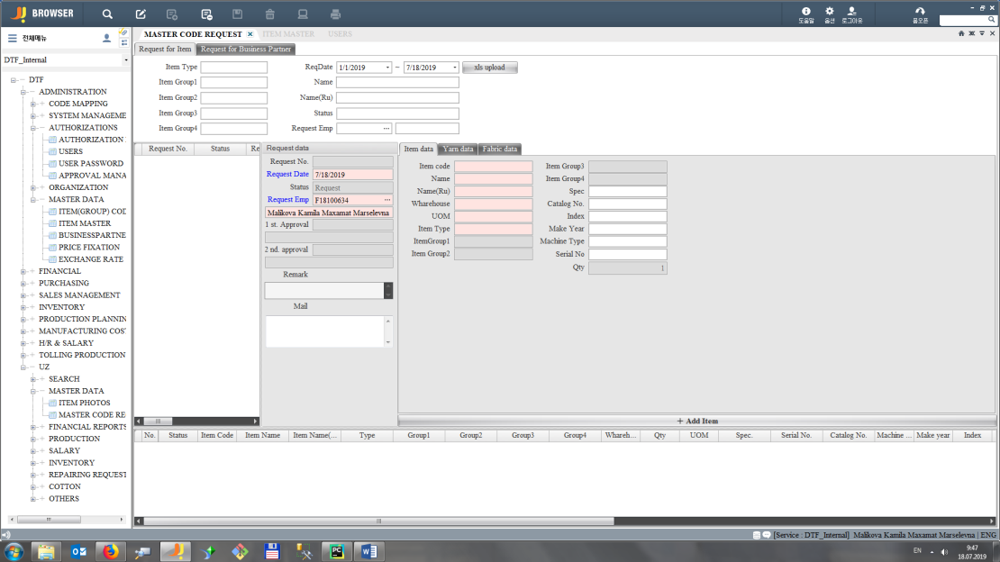 BROWSER
도움말 옵션 로그아웃
폼오픈
전체메뉴
MASTER CODE REQUEST ITEM MASTER USERS
DTF_Internal
DTF
ADMINISTRATION
CODE MAPPING
SYSTEM MANAGEME
AUTHORIZATIONS
AUTHORIZATION
USERS
USER PASSWORD
APPROVAL MANA
ORGANIZATION
MASTER DATA
ITEM(GROUP) COD
ITEM MASTER
BUSINESSPARTNE
PRICE FIXATION
EXCHANGE RATE
FINANCIAL
PURCHASING
SALES MANAGEMENT
INVENTORY
PRODUCTION PLANNIN
MANUFACTURING COS
H/R & SALARY
TOLLING PRODUCTION
UZ
SEARCH
MASTER DATA
ITEM PHOTOS
MASTER CODE RE
FINANCIAL REPORTS
PRODUCTION
SALARY
INVENTORY
REPAIRING REQUEST
COTTON
OTHERS
Request for Item Request for Business Partner
Item Type ReqDate 1/1/2019 ~ 7/18/2019 xls upload
Item Group1 Name
Item Group2 Name(Ru)
Item Group3 Status
Item Group4 Request Emp
Request No. Status Re
Request data
Request No.
Request Date 7/18/2019
Status Request
Request Emp F18100634
Malikova Kamila Maxamat Marselevna
1 st. Approval
2 nd. approval
Remark
Mail
Item data Yarn data Fabric data
Item code Item Group3
Name Item Group4
Name(Ru) Spec
Wharehouse Catalog No.
UOM Index
Item Type Make Year
ItemGroup1 Machine Type
Item Group2 Serial No
Qty 1
+ Add Item
No. Status Item Code Item Name Item Name(... Type Group1 Group2 Group3 Group4 Whareh... Qty UOM Spec. Serial No. Catalog No. Machine ... Make year Index
[Service : DTF_Internal] Malikova Kamila Maxamat Marselevna | ENG
EN 9:47
18.07.2019